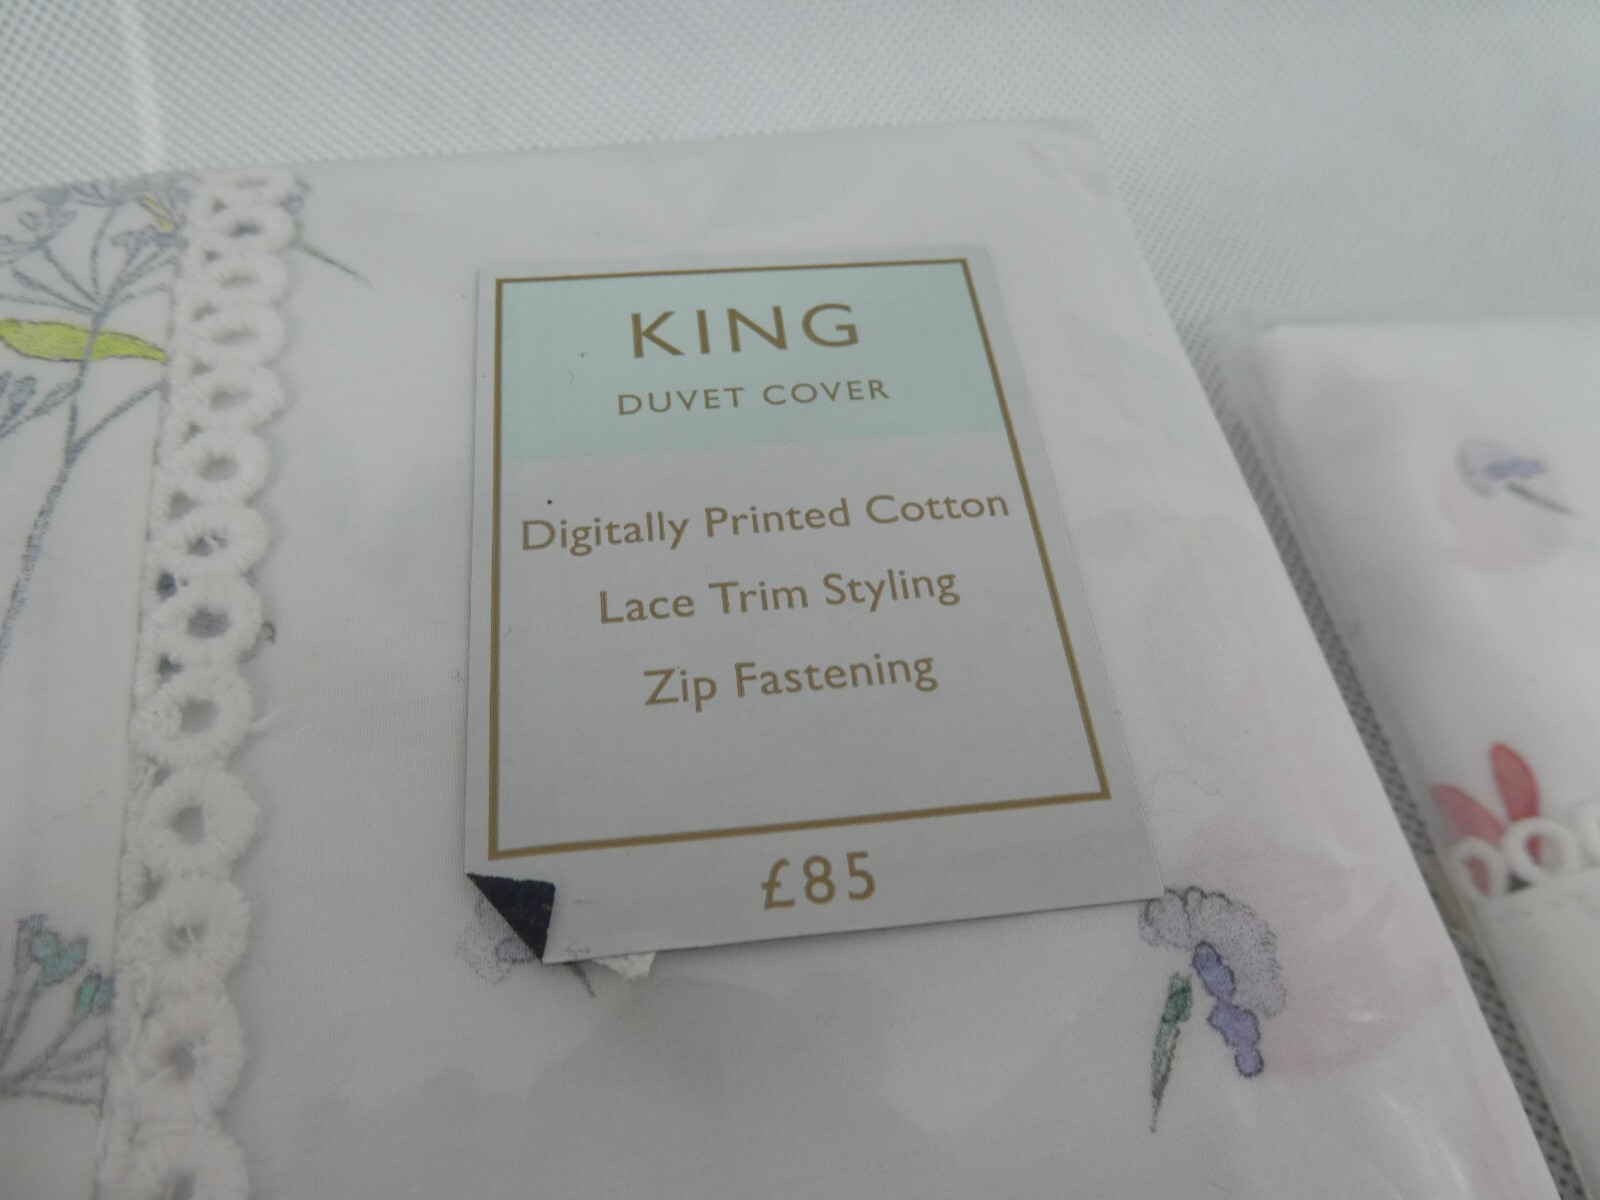 KING
DUVET COVER
Digitally Printed Cotton
Lace Trim Styling
Zip Fastening
£85